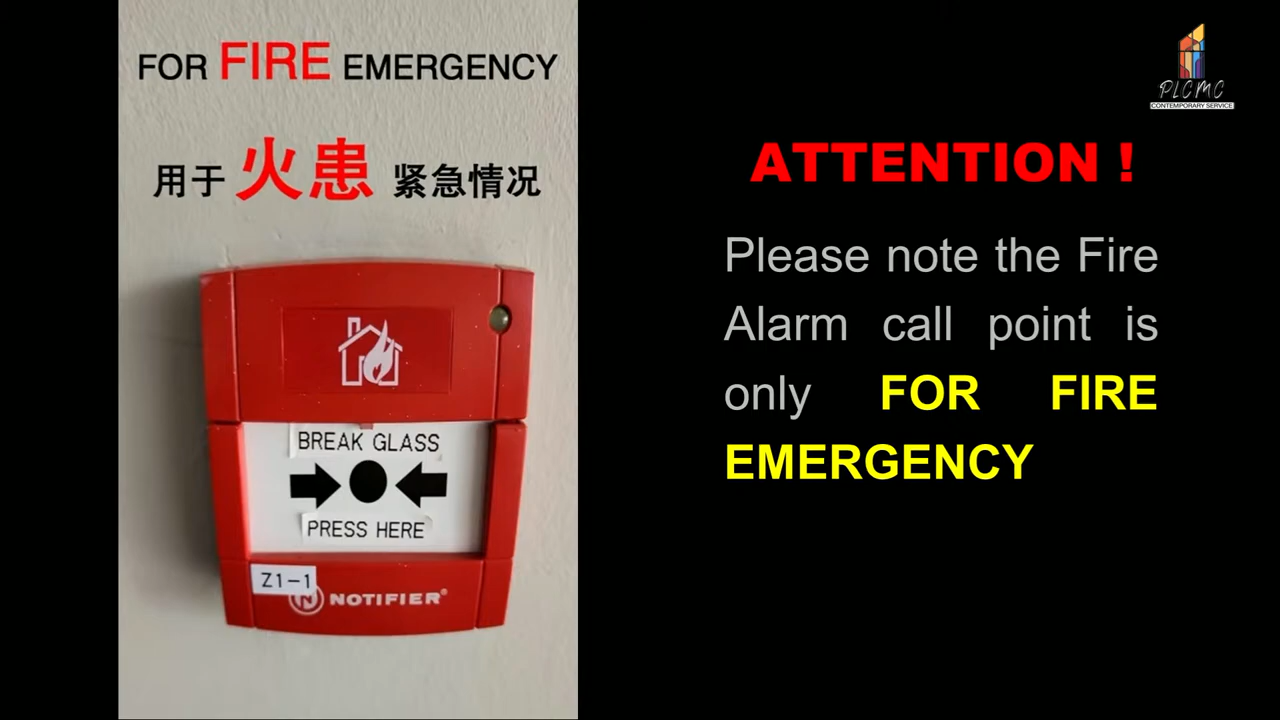 FOR FIRE EMERGENCY
用于 火患 紧急情况
BREAK GLASS
PRESS HERE
Z1-1
N NOTIFIER®
PLCMC
CONTEMPORARY SERVICE
ATTENTION !
Please note the Fire
Alarm call point is
only FOR FIRE
EMERGENCY